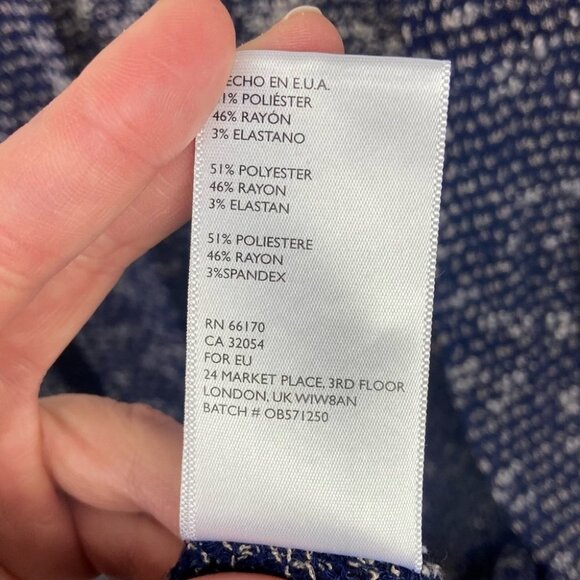 ECHO EN E.U.A.
1% POLIÉSTER
46% RAYÓN
3% ELASTANO
51% POLYESTER
46% RAYON
3% ELASTAN
51% POLIESTERE
46% RAYON
3%SPANDEX
RN 66170
CA 32054
FOR EU
24 MARKET PLACE, 3RD FLOOR
LONDON, UK WIW8AN
BATCH # OB571250